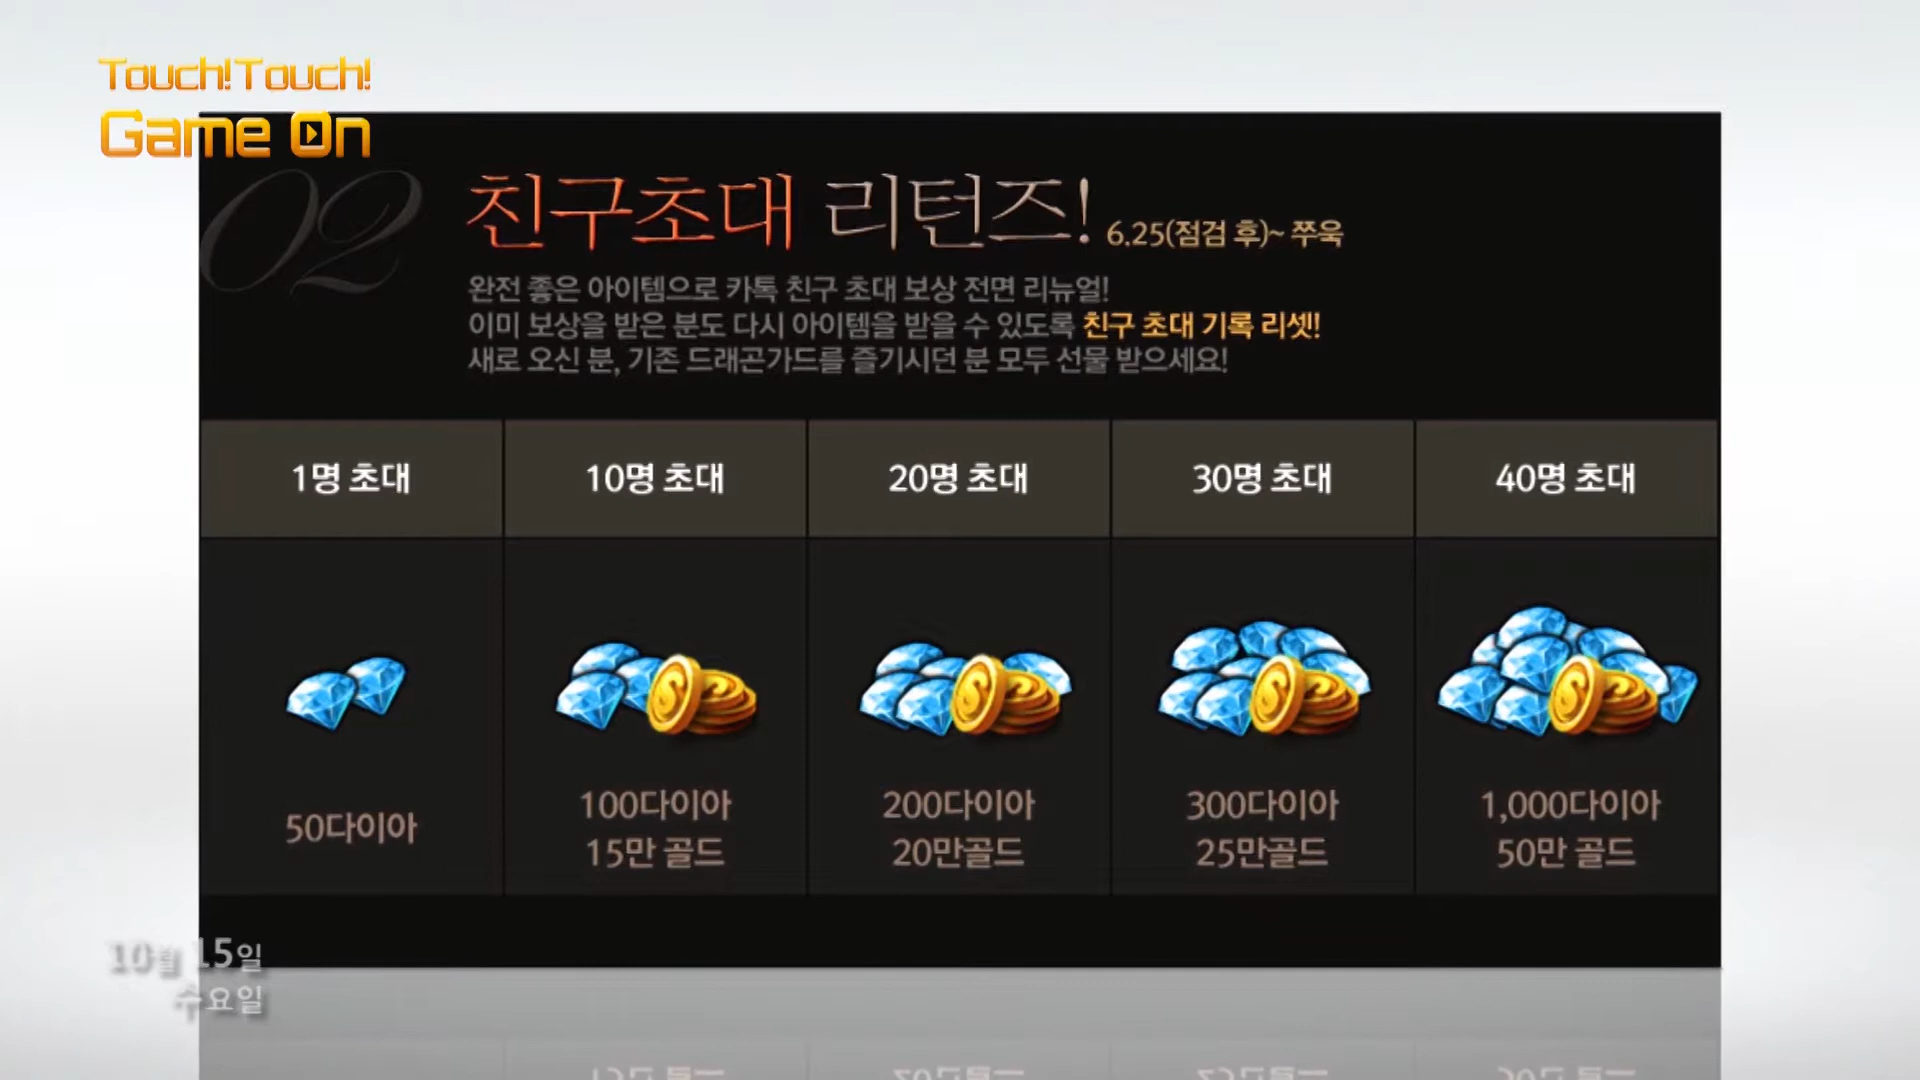 Touch!Touch!
Game On
02
친구초대 리턴즈! 6.25(점검 후)~ 쭈욱
완전 좋은 아이템으로 카톡 친구 초대 보상 전면 리뉴얼!
이미 보상을 받은 분도 다시 아이템을 받을 수 있도록 친구 초대 기록 리셋!
새로 오신 분, 기존 드래곤가드를 즐기시던 분 모두 선물 받으세요!
1명 초대
10명 초대
20명 초대
30명 초대
40명 초대
50다이아
100다이아
15만 골드
200다이아
20만골드
300다이아
25만골드
1,000다이아
50만 골드
10월 15일
수요일